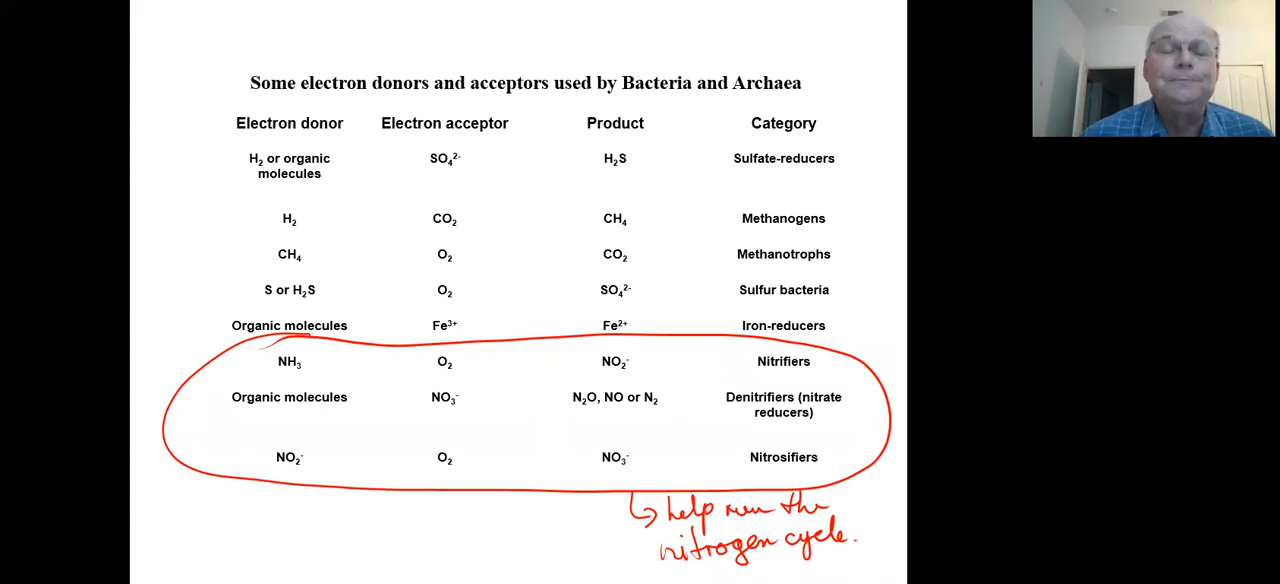 Some electron donors and acceptors used by Bacteria and Archaea
Electron donor Electron acceptor Product Category
H₂ or organic molecules SO₄²⁻ H₂S Sulfate-reducers
H₂ CO₂ CH₄ Methanogens
CH₄ O₂ CO₂ Methanotrophs
S or H₂S O₂ SO₄²⁻ Sulfur bacteria
Organic molecules Fe³⁺ Fe²⁺ Iron-reducers
NH₃ O₂ NO₂⁻ Nitrifiers
Organic molecules NO₃⁻ N₂O, NO or N₂ Denitrifiers (nitrate reducers)
NO₂⁻ O₂ NO₃⁻ Nitrosifiers
↳ help run the
nitrogen cycle.